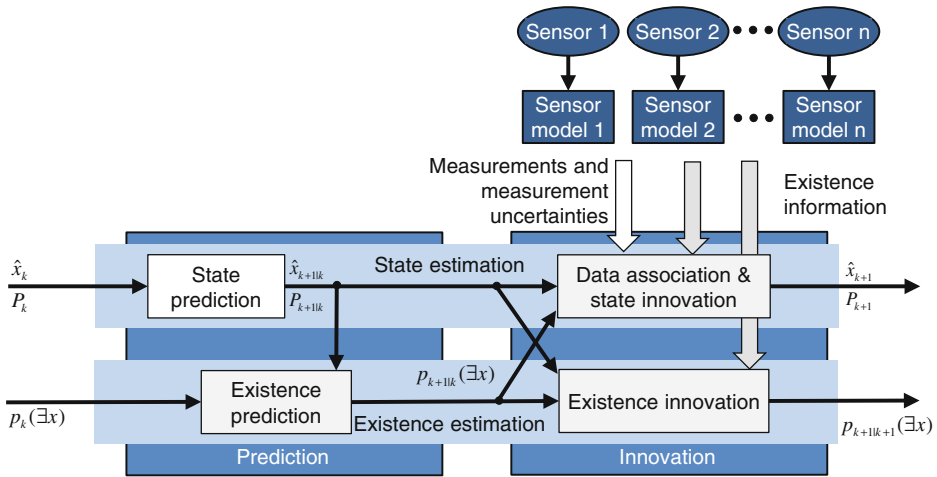 Sensor 1
Sensor 2
Sensor n
Sensor
model 1
Sensor
model 2
Sensor
model n
Measurements and
measurement
uncertainties
Existence
information
x̂ₖ
Pₖ
State
prediction
x̂ₖ₊₁|ₖ
Pₖ₊₁|ₖ
State estimation
Data association &
state innovation
x̂ₖ₊₁
Pₖ₊₁
pₖ(∃x)
Existence
prediction
pₖ₊₁|ₖ(∃x)
Existence estimation
Existence innovation
pₖ₊₁|ₖ₊₁(∃x)
Prediction
Innovation